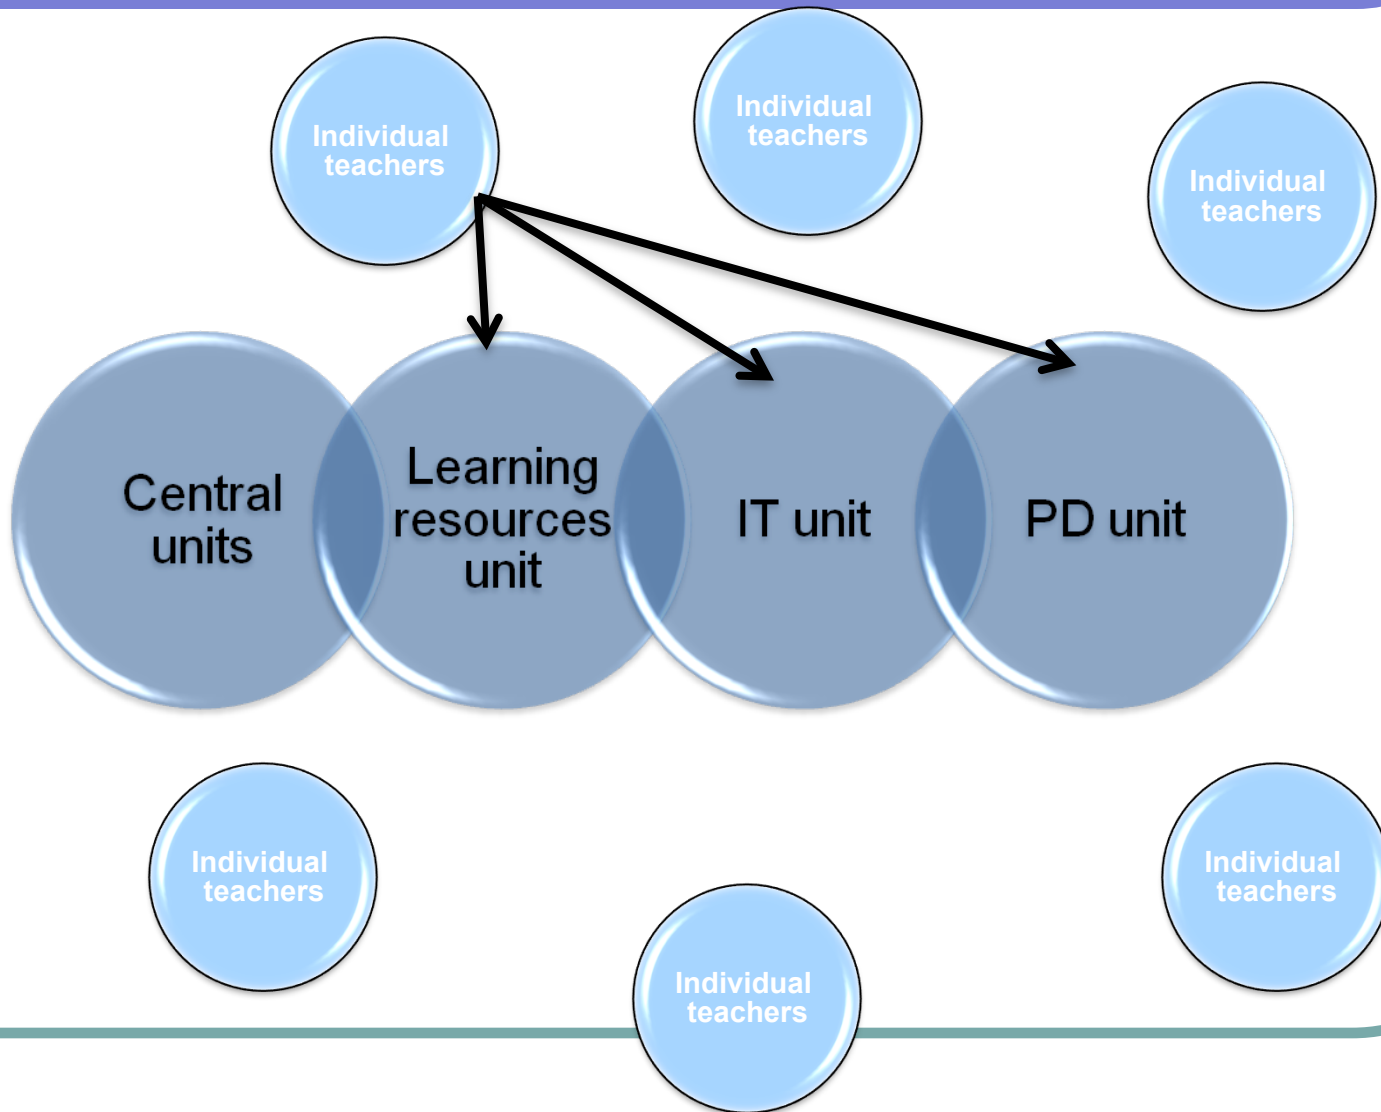 Individual
teachers
Individual
teachers
Individual
teachers
Central
units
Learning
resources
unit
IT unit
PD unit
Individual
teachers
Individual
teachers
Individual
teachers